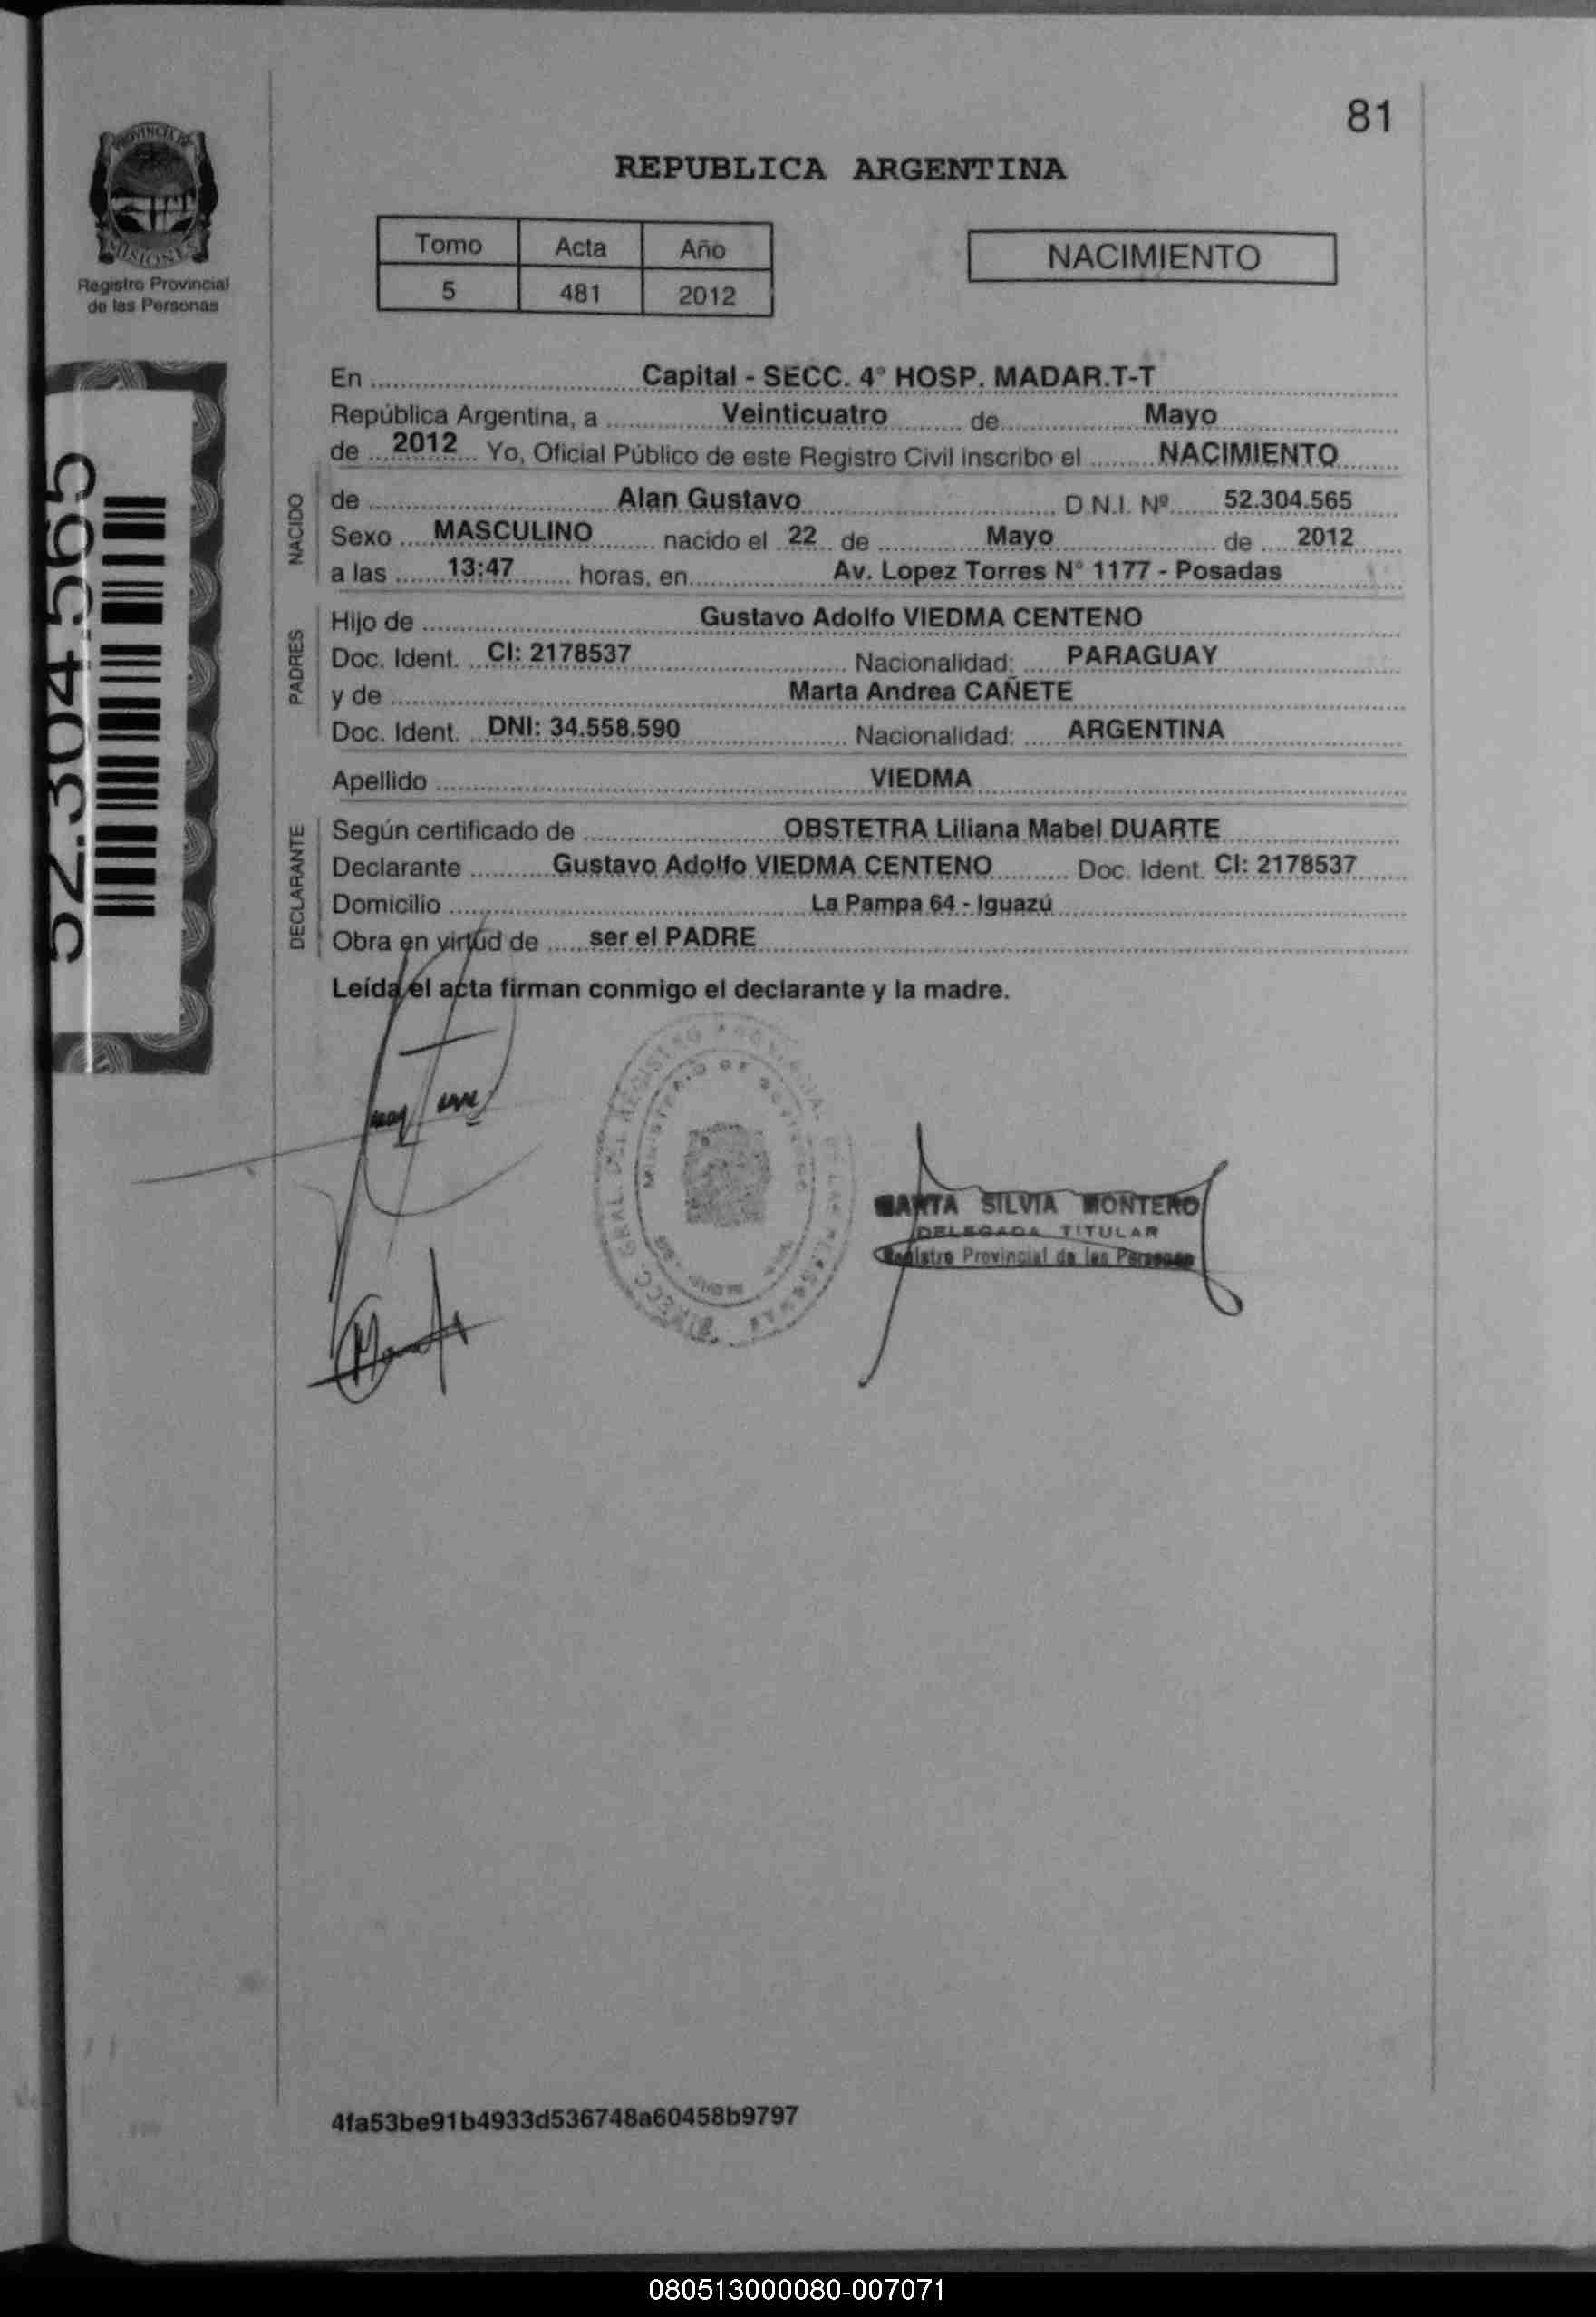 81
PROVINCIA DE
MISIONES
Registro Provincial
de las Personas
REPUBLICA ARGENTINA
Tomo Acta Año
5 481 2012
NACIMIENTO
52.304.565
En Capital - SECC. 4° HOSP. MADAR.T-T
República Argentina, a Veinticuatro de Mayo
de 2012 Yo, Oficial Público de este Registro Civil inscribo el NACIMIENTO
NACIDO
de Alan Gustavo D.N.I. Nº 52.304.565
Sexo MASCULINO nacido el 22 de Mayo de 2012
a las 13:47 horas, en Av. Lopez Torres N° 1177 - Posadas
PADRES
Hijo de Gustavo Adolfo VIEDMA CENTENO
Doc. Ident. CI: 2178537 Nacionalidad: PARAGUAY
y de Marta Andrea CAÑETE
Doc. Ident. DNI: 34.558.590 Nacionalidad: ARGENTINA
Apellido VIEDMA
DECLARANTE
Según certificado de OBSTETRA Liliana Mabel DUARTE
Declarante Gustavo Adolfo VIEDMA CENTENO Doc. Ident. CI: 2178537
Domicilio La Pampa 64 - Iguazú
Obra en virtud de ser el PADRE
Leída el acta firman conmigo el declarante y la madre.
MINISTERIO DE GOBIERNO
MARTA SILVIA MONTERO
DELEGADA TITULAR
Registro Provincial de las Personas
4fa53be91b4933d536748a60458b9797
080513000080-007071